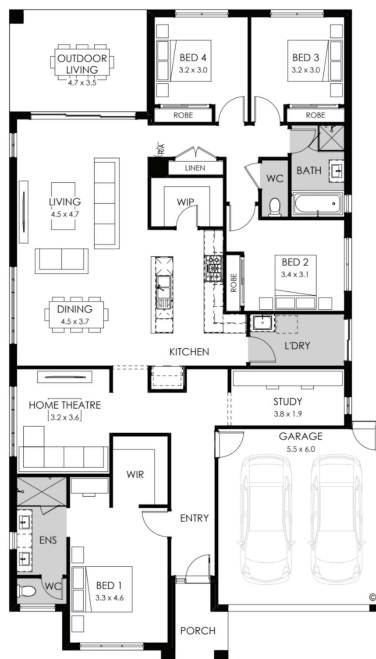 OUTDOOR
LIVING
4.7 x 3.5
BED 4
3.2 x 3.0
BED 3
3.2 x 3.0
ROBE
ROBE
R/A
LINEN
WC
BATH
LIVING
4.5 x 4.7
WIP
BED 2
3.4 x 3.1
ROBE
DINING
4.5 x 3.7
KITCHEN
L'DRY
HOME THEATRE
3.2 x 3.6
STUDY
3.8 x 1.9
GARAGE
5.5 x 6.0
WIR
ENTRY
ENS
WC
BED 1
3.3 x 4.6
PORCH
©